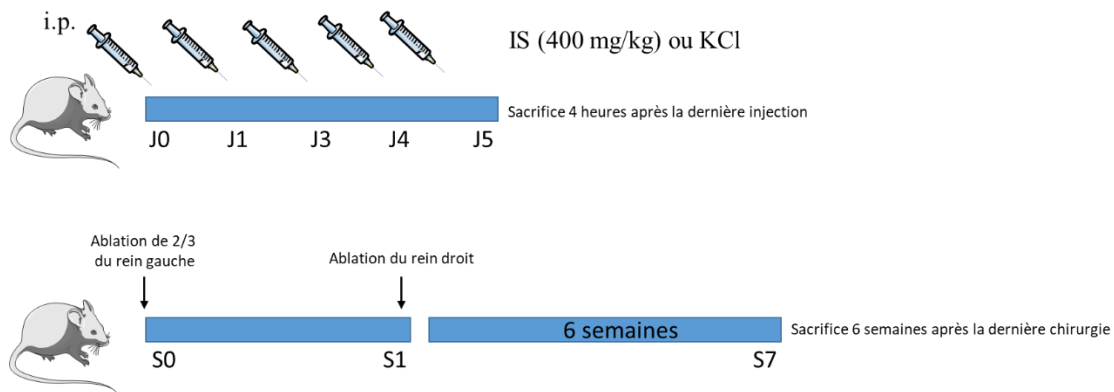 i.p.
IS (400 mg/kg) ou KCl
Sacrifice 4 heures après la dernière injection
J0 J1 J3 J4 J5
Ablation de 2/3
du rein gauche
Ablation du rein droit
6 semaines
Sacrifice 6 semaines après la dernière chirurgie
S0 S1 S7